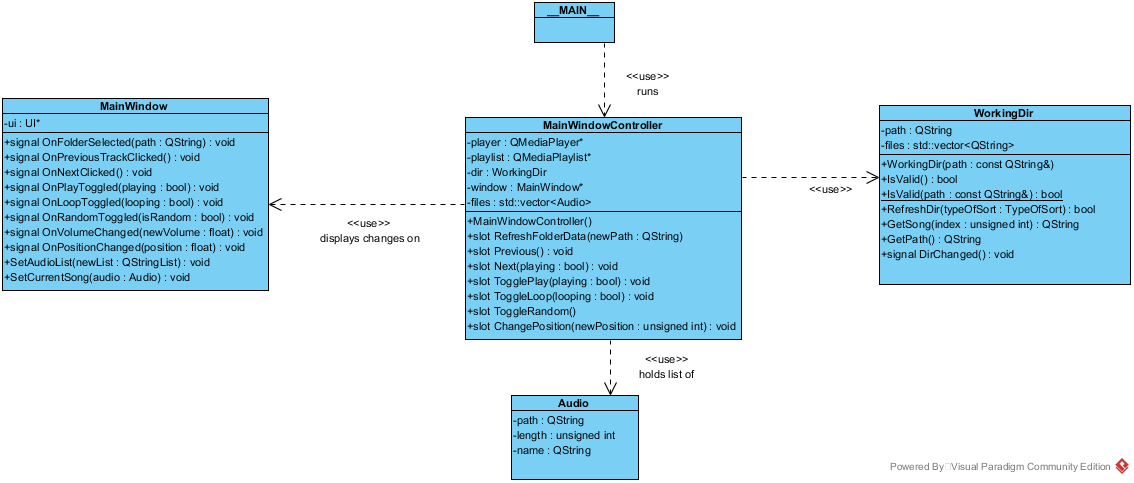 __MAIN__
<<use>>
runs
MainWindow
-ui : UI*
+signal OnFolderSelected(path : QString) : void
+signal OnPreviousTrackClicked() : void
+signal OnNextClicked() : void
+signal OnPlayToggled(playing : bool) : void
+signal OnLoopToggled(looping : bool) : void
+signal OnRandomToggled(isRandom : bool) : void
+signal OnVolumeChanged(newVolume : float) : void
+signal OnPositionChanged(position : float) : void
+SetAudioList(newList : QStringList) : void
+SetCurrentSong(audio : Audio) : void
<<use>>
displays changes on
MainWindowController
-player : QMediaPlayer*
-playlist : QMediaPlaylist*
-dir : WorkingDir
-window : MainWindow*
-files : std::vector<Audio>
+MainWindowController()
+slot RefreshFolderData(newPath : QString)
+slot Previous() : void
+slot Next(playing : bool) : void
+slot TogglePlay(playing : bool) : void
+slot ToggleLoop(looping : bool) : void
+slot ToggleRandom()
+slot ChangePosition(newPosition : unsigned int) : void
<<use>>
WorkingDir
-path : QString
-files : std::vector<QString>
+WorkingDir(path : const QString&)
+IsValid() : bool
+IsValid(path : const QString&) : bool
+RefreshDir(typeOfSort : TypeOfSort) : bool
+GetSong(index : unsigned int) : QString
+GetPath() : QString
+signal DirChanged() : void
<<use>>
holds list of
Audio
-path : QString
-length : unsigned int
-name : QString
Powered By Visual Paradigm Community Edition